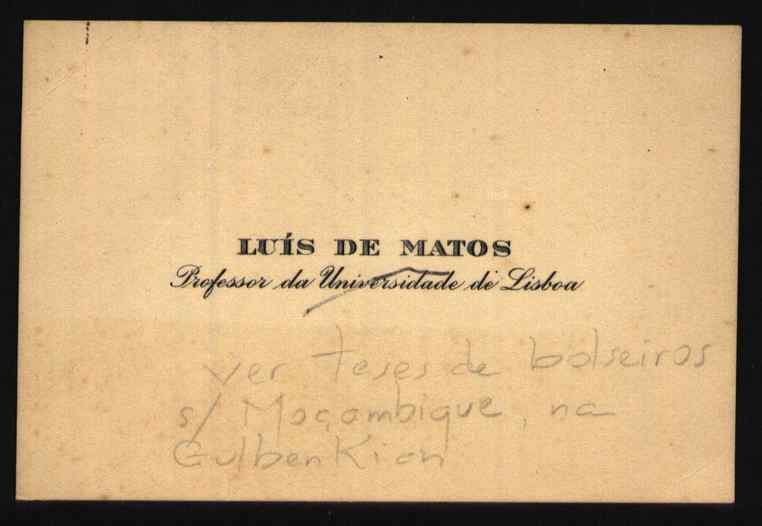 LUÍS DE MATOS
Professor da Universidade de Lisboa
ver teses de bolseiros
s/ Moçambique, na
Gulbenkian